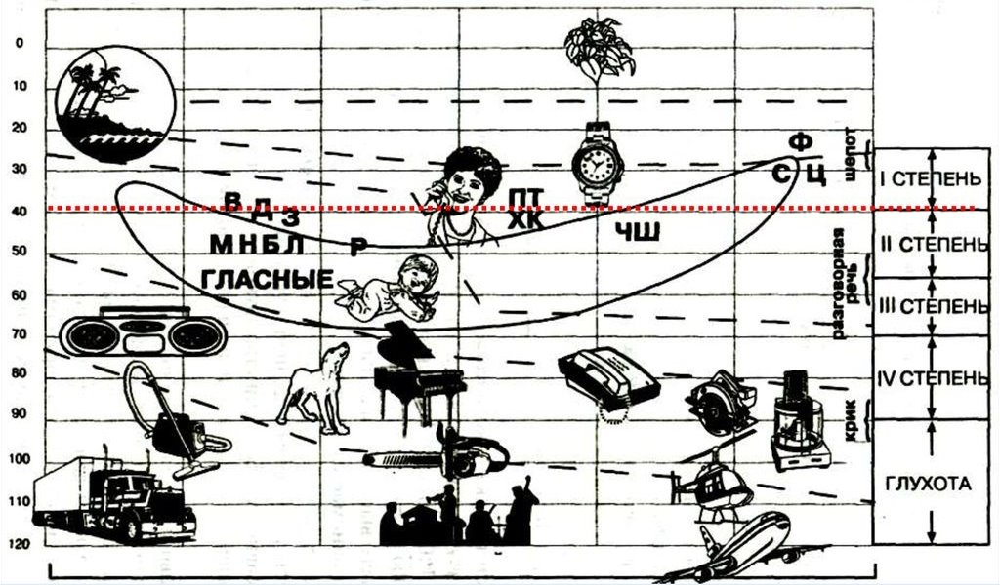 0
10
20
30
40
50
60
70
80
90
100
110
120
Ф
С Ц
В
Д
З
ПТ
ХК
ЧШ
М Н Б Л
Р
ГЛАСНЫЕ
шепот
разговорная
речь
крик
I СТЕПЕНЬ
II СТЕПЕНЬ
III СТЕПЕНЬ
IV СТЕПЕНЬ
ГЛУХОТА